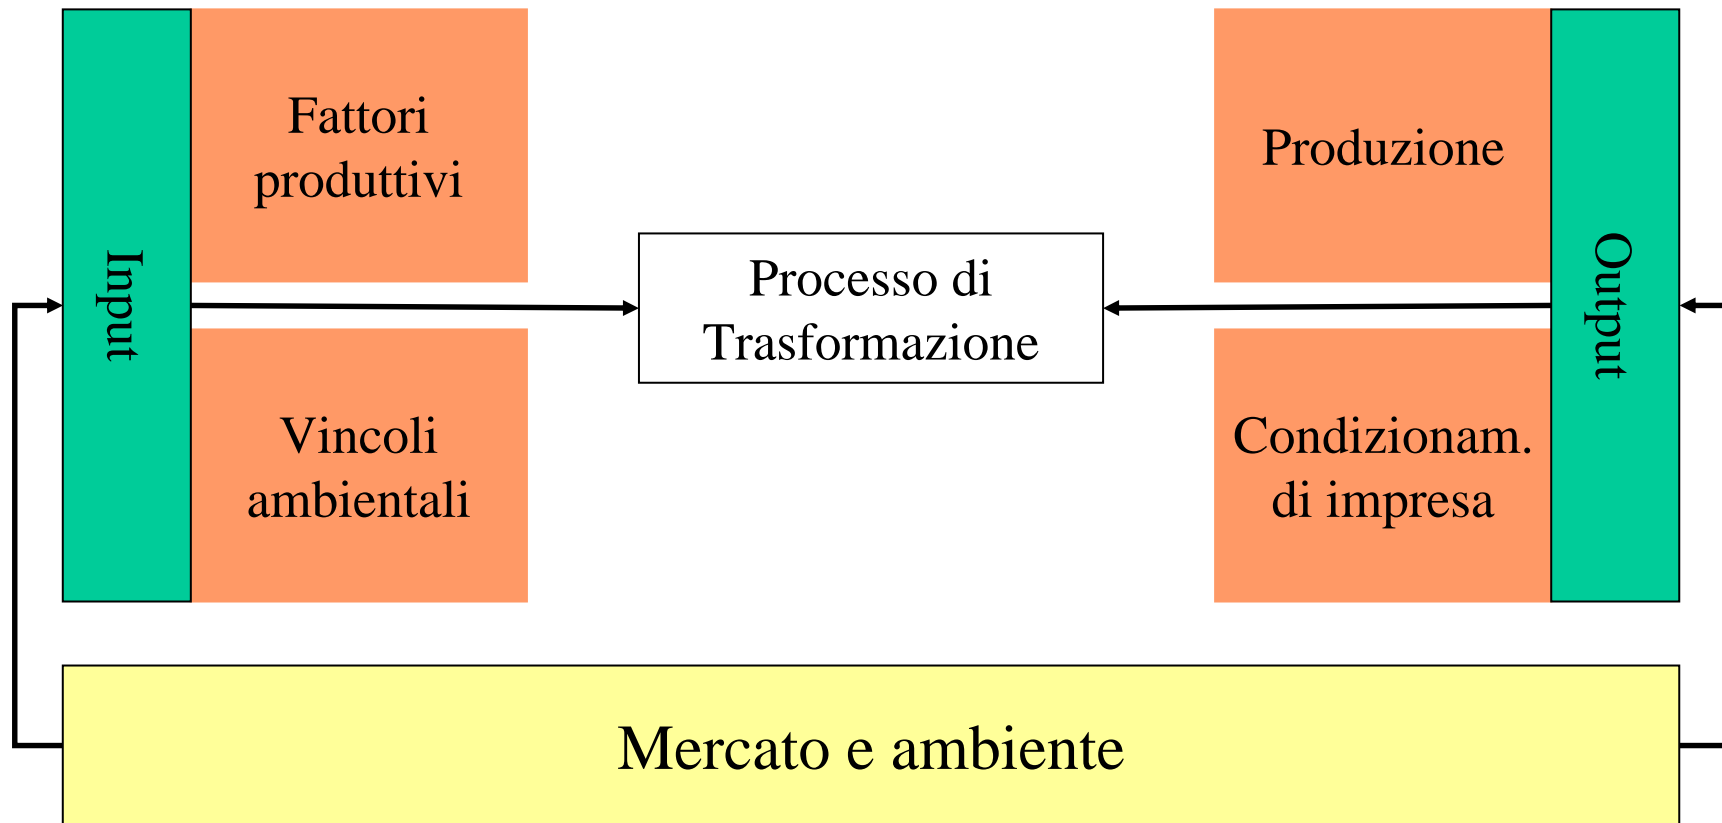 Input
Fattori
produttivi
Vincoli
ambientali
Processo di
Trasformazione
Produzione
Condizionam.
di impresa
Output
Mercato e ambiente